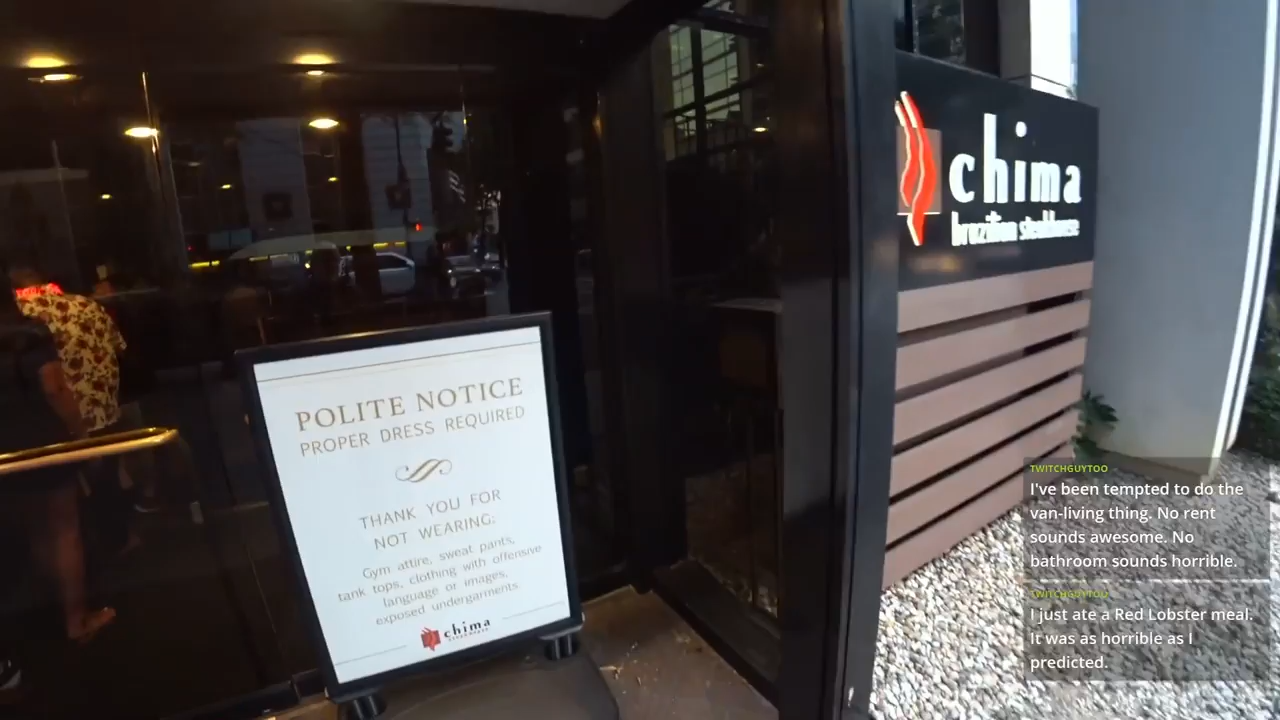 POLITE NOTICE
PROPER DRESS REQUIRED
THANK YOU FOR
NOT WEARING:
Gym attire, sweat pants,
tank tops, clothing with offensive
language or images,
exposed undergarments
chima
STEAKHOUSE
chima
brazilian steakhouse
TWITCHGUYTOO
I've been tempted to do the
van-living thing. No rent
sounds awesome. No
bathroom sounds horrible.
TWITCHGUYTOO
I just ate a Red Lobster meal.
It was as horrible as I
predicted.